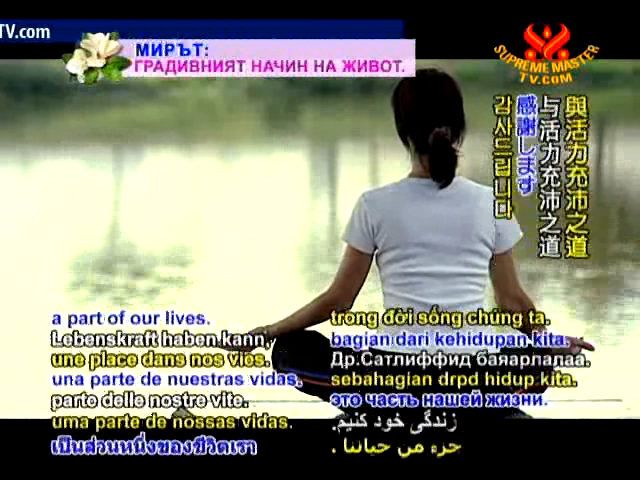 TV.com
МИРЪТ:
ГРАДИВНИЯТ НАЧИН НА ЖИВОТ.
SUPREME MASTER
TV.COM
與活力充沛之道
与活力充沛之道
感謝します
감사드립니다
a part of our lives.
Lebenskraft haben kann,
une place dans nos vies.
una parte de nuestras vidas.
parte delle nostre vite.
uma parte de nossas vidas.
เป็นส่วนหนึ่งของชีวิตเรา
trong đời sống chúng ta.
bagian dari kehidupan kita.
Др.Сатлиффид баяарлалаа.
sebahagian drpd hidup kita.
это часть нашей жизни.
زندگی خود کنیم.
جزء من حياتنا .